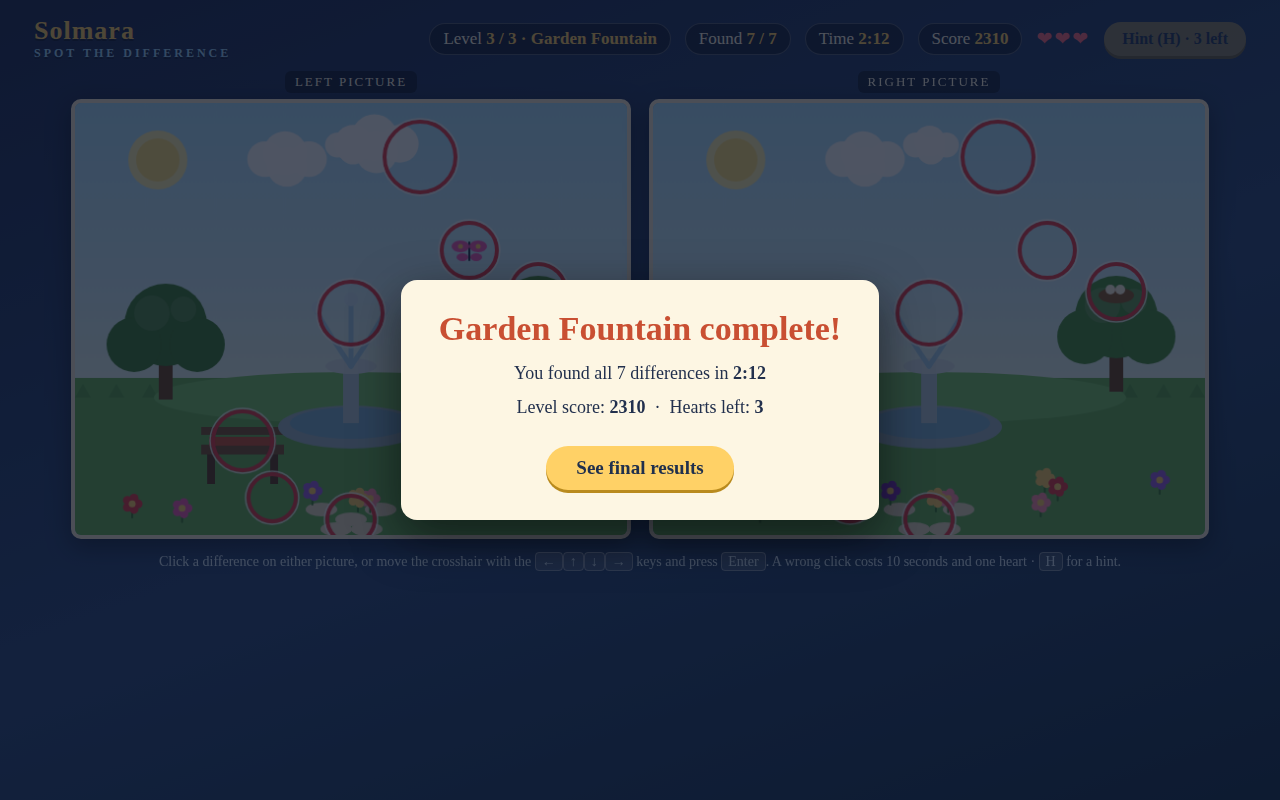 Solmara
SPOT THE DIFFERENCE
Level 3 / 3 · Garden Fountain
Found 7 / 7
Time 2:12
Score 2310
❤❤❤
Hint (H) · 3 left
LEFT PICTURE
RIGHT PICTURE
Garden Fountain complete!
You found all 7 differences in 2:12
Level score: 2310 · Hearts left: 3
See final results
Click a difference on either picture, or move the crosshair with the ← ↑ ↓ → keys and press Enter. A wrong click costs 10 seconds and one heart · H for a hint.